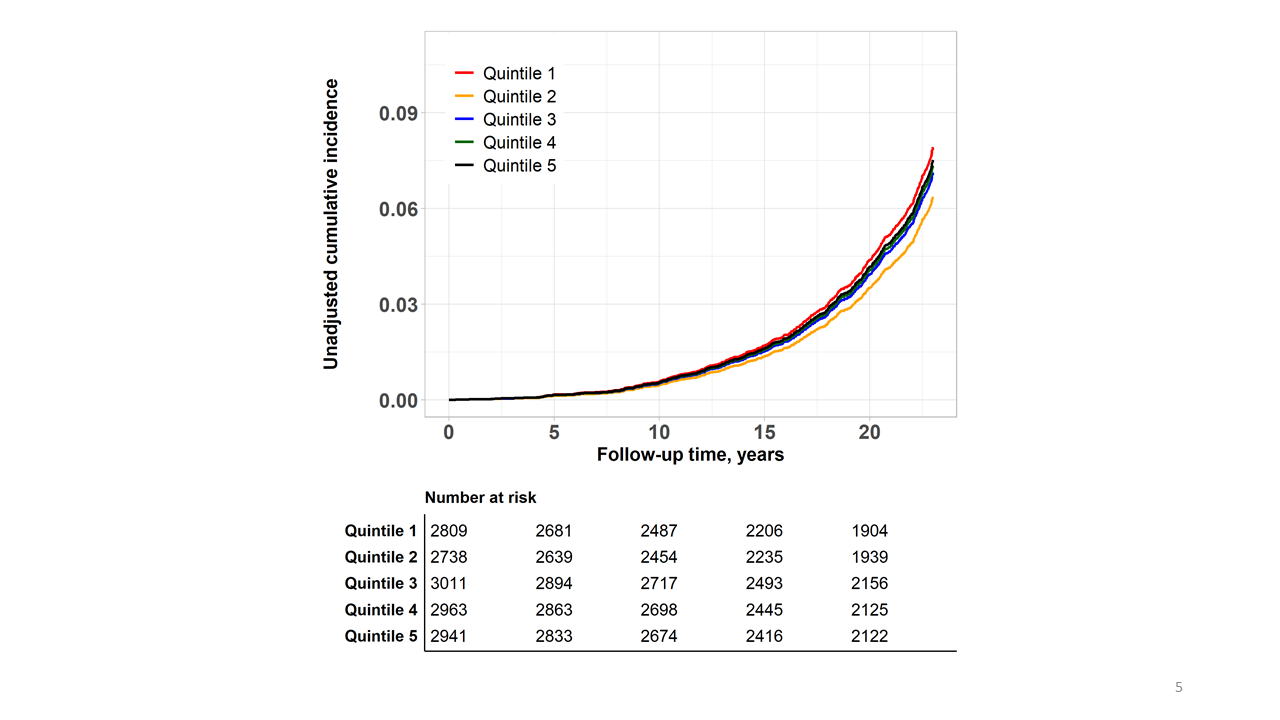 Unadjusted cumulative incidence
Quintile 1
Quintile 2
Quintile 3
Quintile 4
Quintile 5
0.09
0.06
0.03
0.00
0 5 10 15 20
Follow-up time, years
Number at risk
Quintile 1 2809 2681 2487 2206 1904
Quintile 2 2738 2639 2454 2235 1939
Quintile 3 3011 2894 2717 2493 2156
Quintile 4 2963 2863 2698 2445 2125
Quintile 5 2941 2833 2674 2416 2122
5